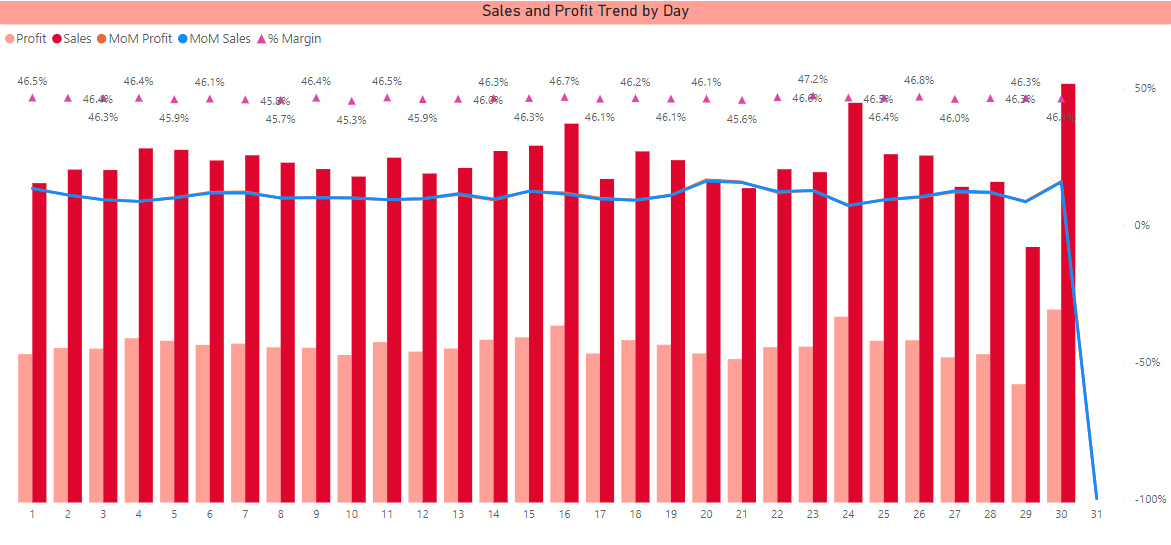 Sales and Profit Trend by Day
Profit Sales MoM Profit MoM Sales % Margin
46.5% 46.4% 46.1% 46.4% 46.5% 46.3% 46.7% 46.2% 46.1% 47.2% 46.8% 46.3% 50%
46.3% 45.9% 45.7% 45.3% 45.9% 46.3% 46.1% 46.1% 45.6% 46.4% 46.0%
0%
-50%
-100%
1 2 3 4 5 6 7 8 9 10 11 12 13 14 15 16 17 18 19 20 21 22 23 24 25 26 27 28 29 30 31